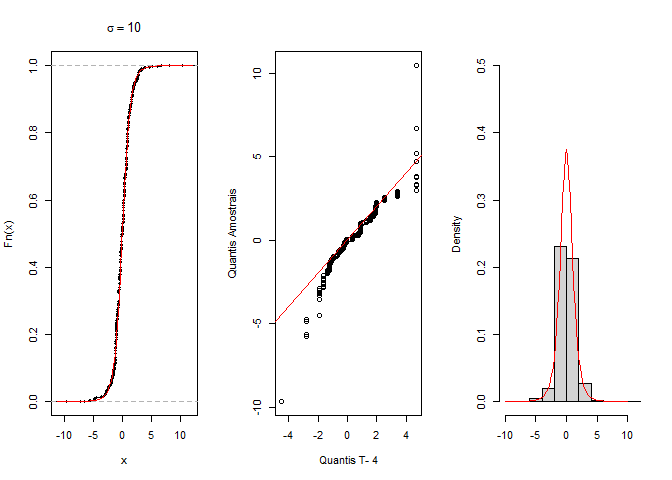 σ = 10
Fn(x)
0.0 0.2 0.4 0.6 0.8 1.0
-10 -5 0 5 10
x
Quantis Amostrais
-10 -5 0 5 10
-4 -2 0 2 4
Quantis T- 4
Density
0.0 0.1 0.2 0.3 0.4 0.5
-10 -5 0 5 10